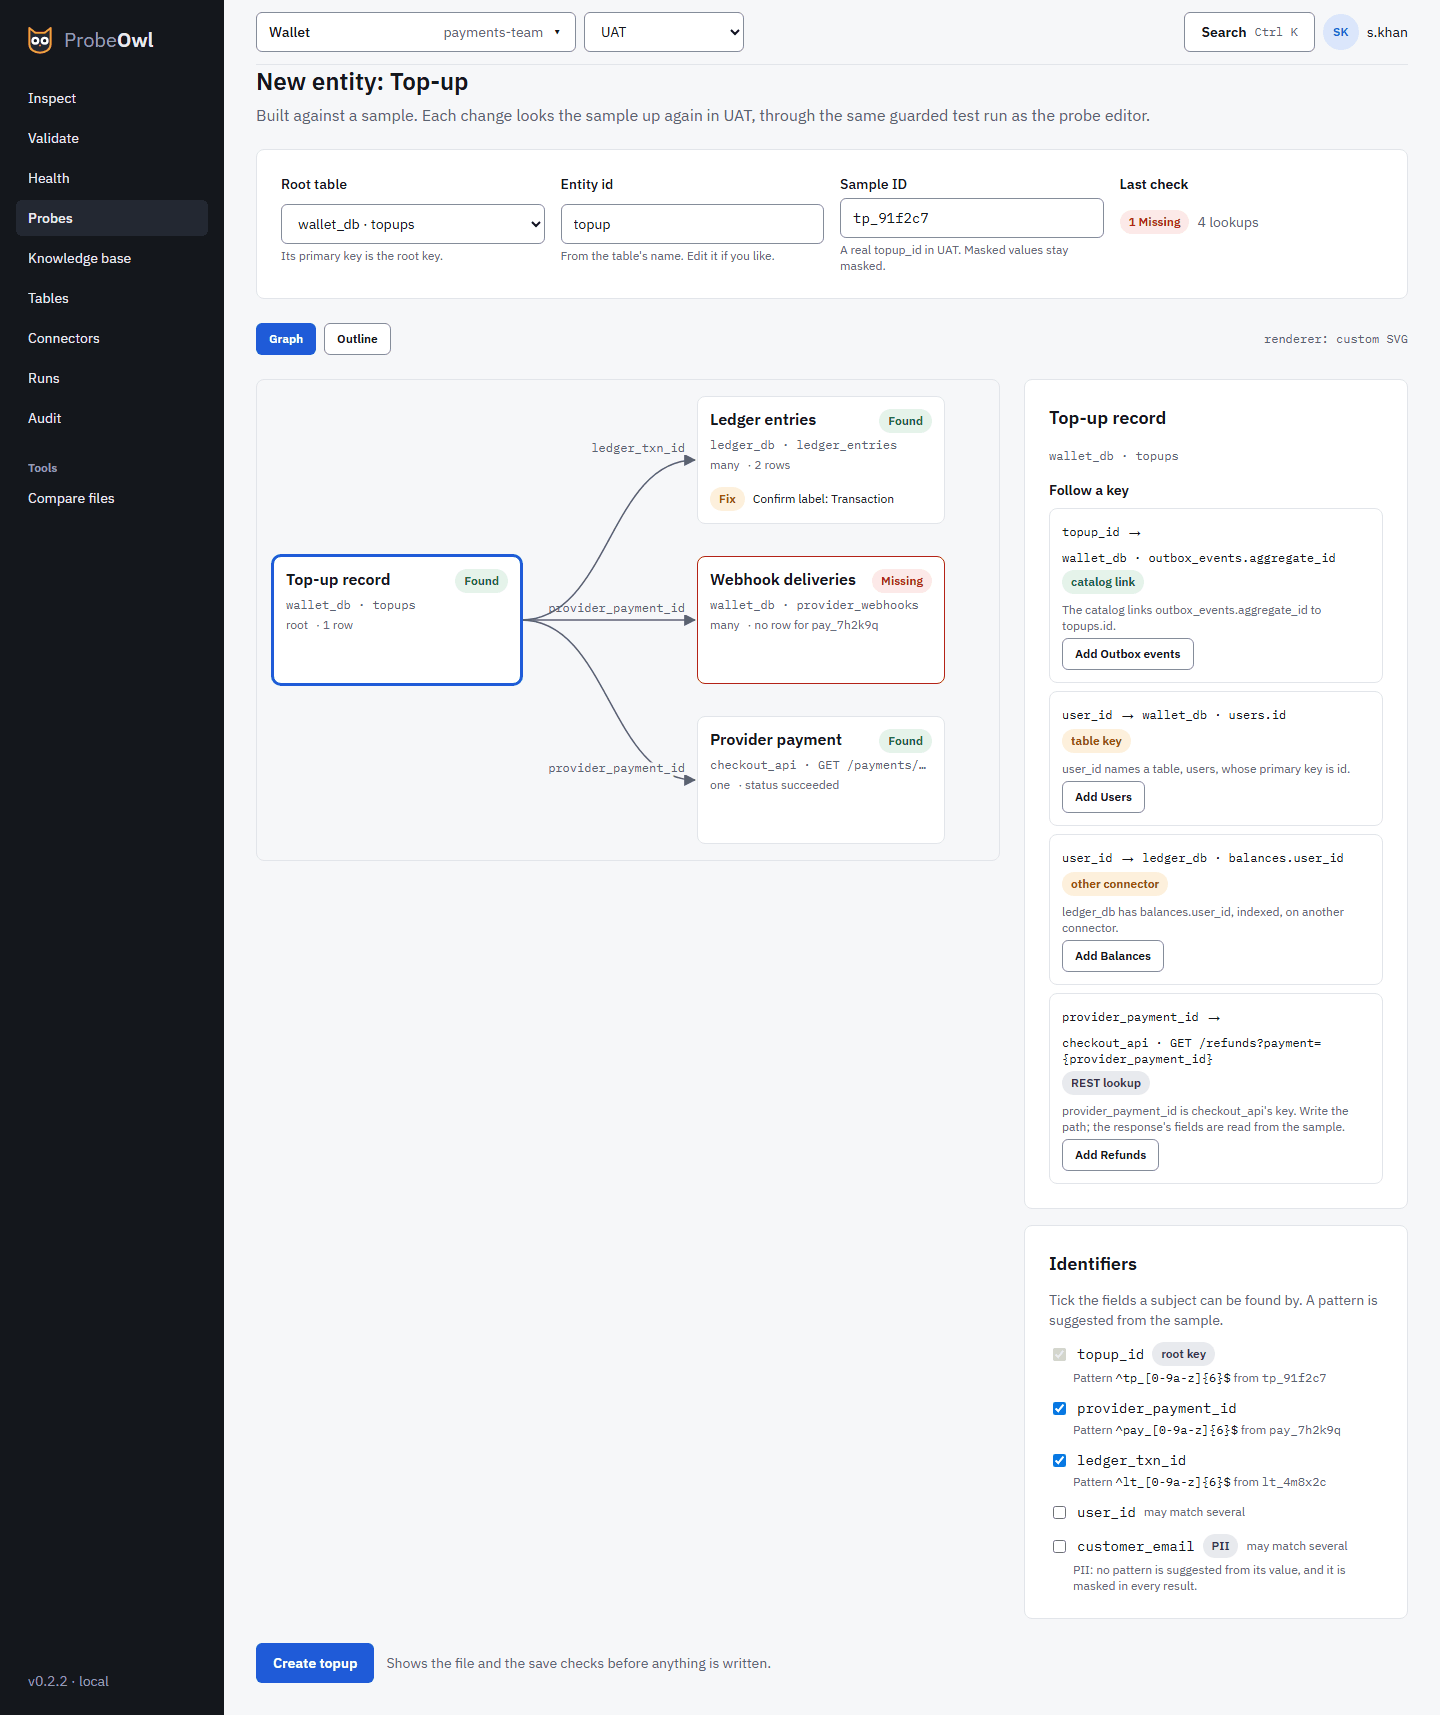 ProbeOwl
Inspect
Validate
Health
Probes
Knowledge base
Tables
Connectors
Runs
Audit
Tools
Compare files
v0.2.2 · local
Wallet payments-team ▾
UAT
Search Ctrl K
SK s.khan
New entity: Top-up
Built against a sample. Each change looks the sample up again in UAT, through the same guarded test run as the probe editor.
Root table
wallet_db · topups
Its primary key is the root key.
Entity id
topup
From the table's name. Edit it if you like.
Sample ID
tp_91f2c7
A real topup_id in UAT. Masked values stay
masked.
Last check
1 Missing 4 lookups
Graph Outline
renderer: custom SVG
Top-up record Found
wallet_db · topups
root · 1 row
ledger_txn_id
provider_payment_id
provider_payment_id
Ledger entries Found
ledger_db · ledger_entries
many · 2 rows
Fix Confirm label: Transaction
Webhook deliveries Missing
wallet_db · provider_webhooks
many · no row for pay_7h2k9q
Provider payment Found
checkout_api · GET /payments/…
one · status succeeded
Top-up record
wallet_db · topups
Follow a key
topup_id →
wallet_db · outbox_events.aggregate_id
catalog link
The catalog links outbox_events.aggregate_id to
topups.id.
Add Outbox events
user_id → wallet_db · users.id
table key
user_id names a table, users, whose primary key is id.
Add Users
user_id → ledger_db · balances.user_id
other connector
ledger_db has balances.user_id, indexed, on another
connector.
Add Balances
provider_payment_id →
checkout_api · GET /refunds?payment=
{provider_payment_id}
REST lookup
provider_payment_id is checkout_api's key. Write the
path; the response's fields are read from the sample.
Add Refunds
Identifiers
Tick the fields a subject can be found by. A pattern is
suggested from the sample.
topup_id root key
Pattern ^tp_[0-9a-z]{6}$ from tp_91f2c7
provider_payment_id
Pattern ^pay_[0-9a-z]{6}$ from pay_7h2k9q
ledger_txn_id
Pattern ^lt_[0-9a-z]{6}$ from lt_4m8x2c
user_id may match several
customer_email PII may match several
PII: no pattern is suggested from its value, and it is
masked in every result.
Create topup Shows the file and the save checks before anything is written.